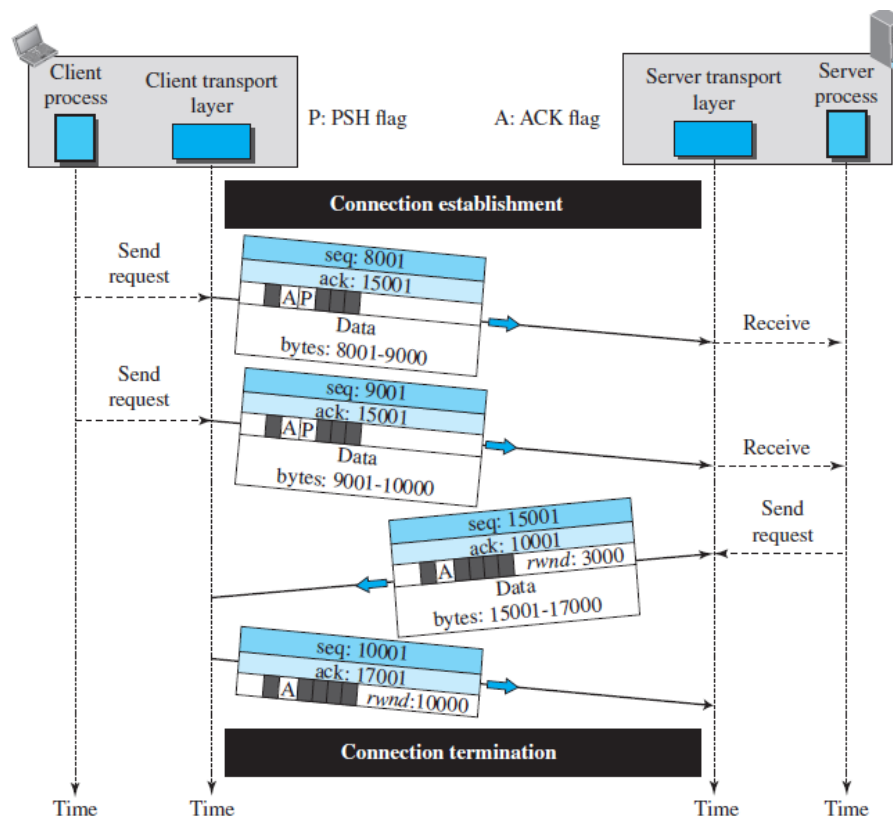 Client
process
Client transport
layer
P: PSH flag
A: ACK flag
Server transport
layer
Server
process
Connection establishment
Send
request
seq: 8001
ack: 15001
A P
Data
bytes: 8001-9000
Receive
Send
request
seq: 9001
ack: 15001
A P
Data
bytes: 9001-10000
Receive
Send
request
seq: 15001
ack: 10001
A
rwnd: 3000
Data
bytes: 15001-17000
seq: 10001
ack: 17001
A
rwnd:10000
Connection termination
Time
Time
Time
Time